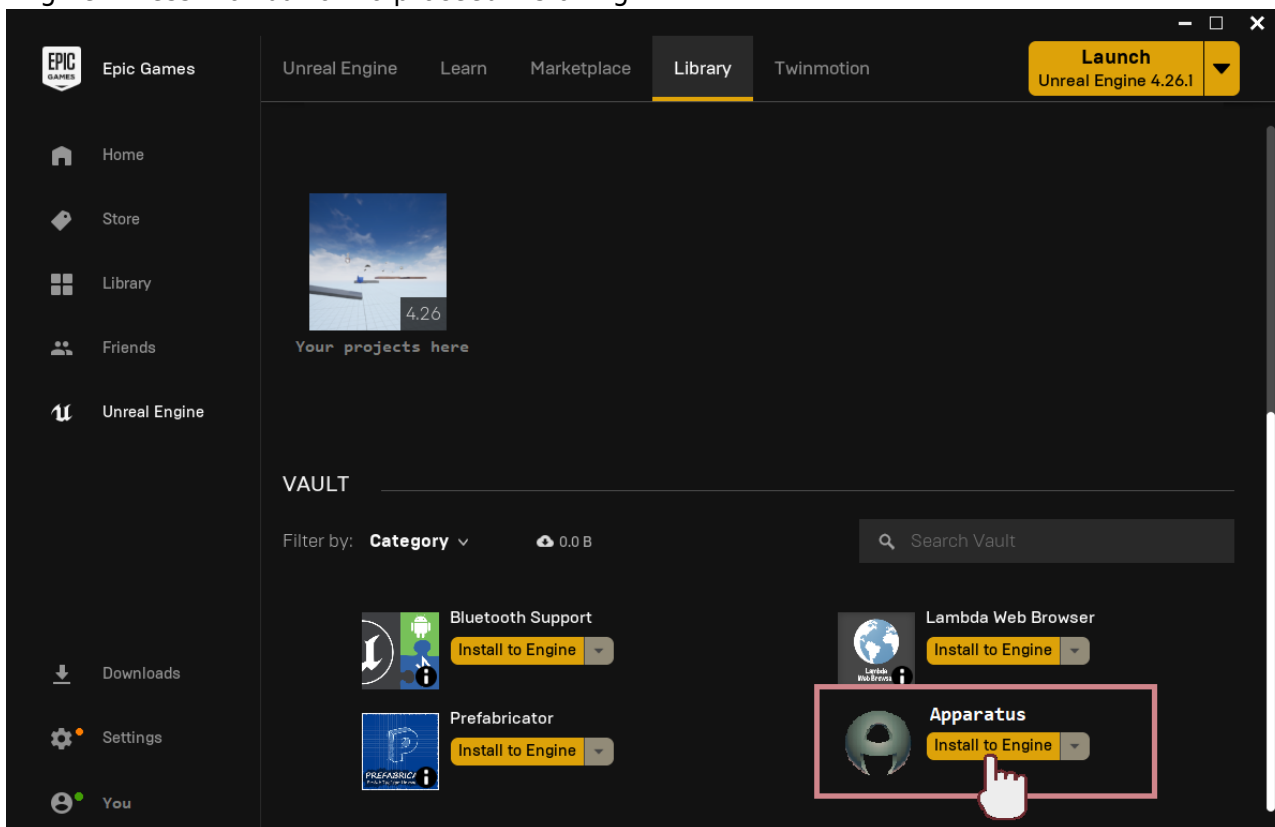 EPIC
GAMES
Epic Games
Unreal Engine
Learn
Marketplace
Library
Twinmotion
Launch
Unreal Engine 4.26.1
Home
Store
Library
Friends
Unreal Engine
4.26
Your projects here
VAULT
Filter by: Category
0.0 B
Search Vault
Bluetooth Support
Install to Engine
Lambda Web Browser
Install to Engine
Prefabricator
Install to Engine
Apparatus
Install to Engine
Downloads
Settings
You